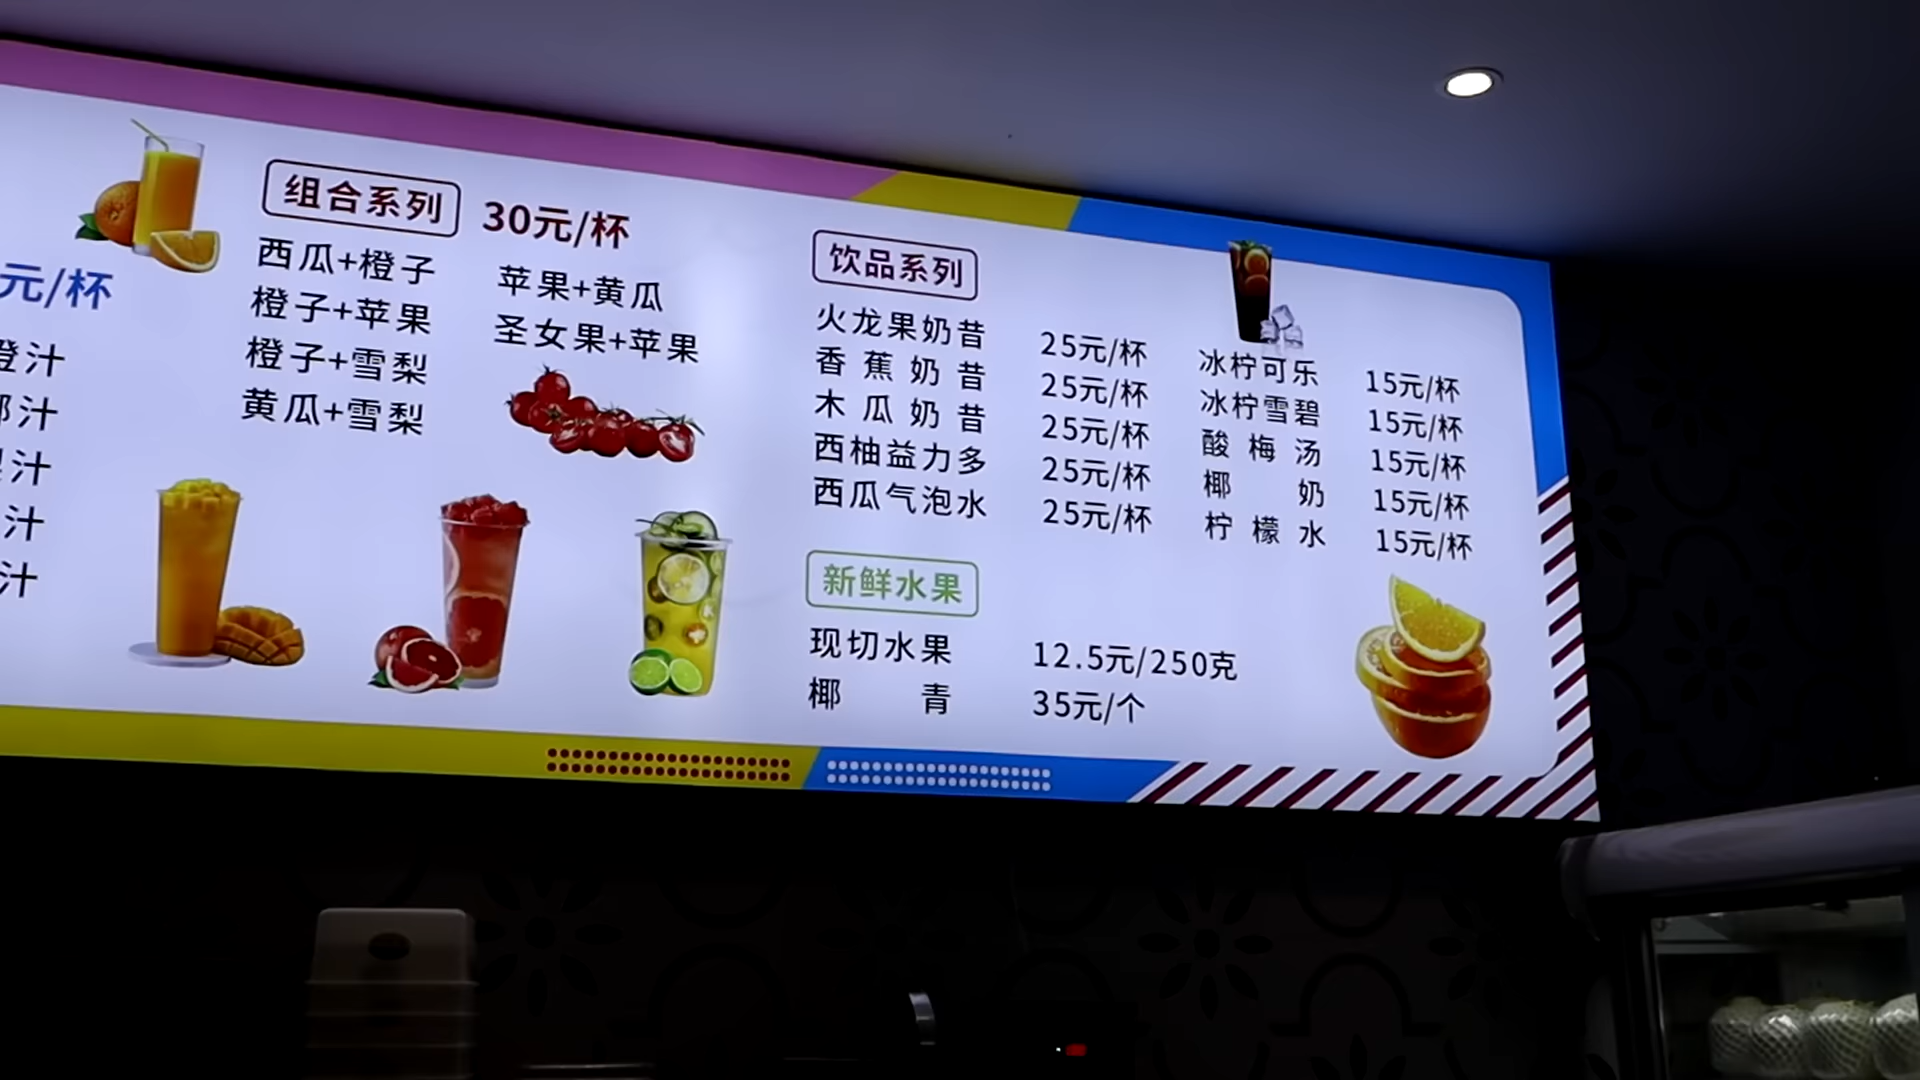 元/杯
橙汁
汁
汁
汁
汁
组合系列 30元/杯
西瓜+橙子 苹果+黄瓜
橙子+苹果 圣女果+苹果
橙子+雪梨
黄瓜+雪梨
饮品系列
火龙果奶昔 25元/杯 冰柠可乐 15元/杯
香蕉奶昔 25元/杯 冰柠雪碧 15元/杯
木瓜奶昔 25元/杯 酸梅汤 15元/杯
西柚益力多 25元/杯 椰奶 15元/杯
西瓜气泡水 25元/杯 柠檬水 15元/杯
新鲜水果
现切水果 12.5元/250克
椰青 35元/个